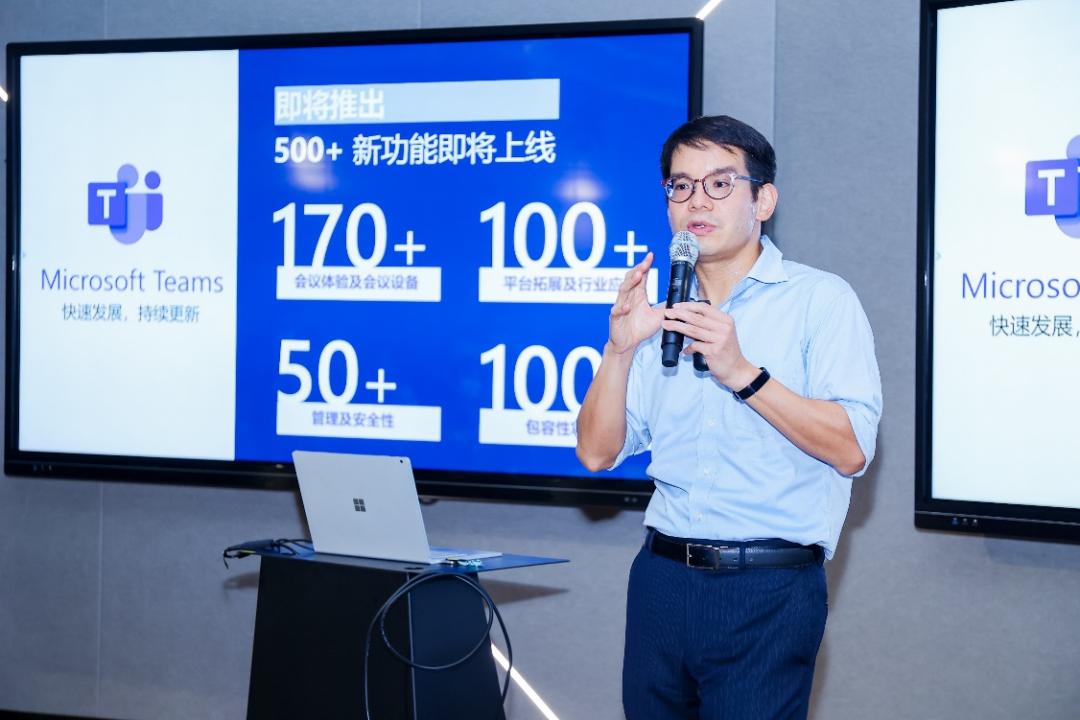 Microsoft Teams
快速发展，持续更新
即将推出
500+ 新功能即将上线
170+
会议体验及会议设备
100+
平台拓展及行业应
50+
管理及安全性
100
包容性
T
T
Microso
快速发展，